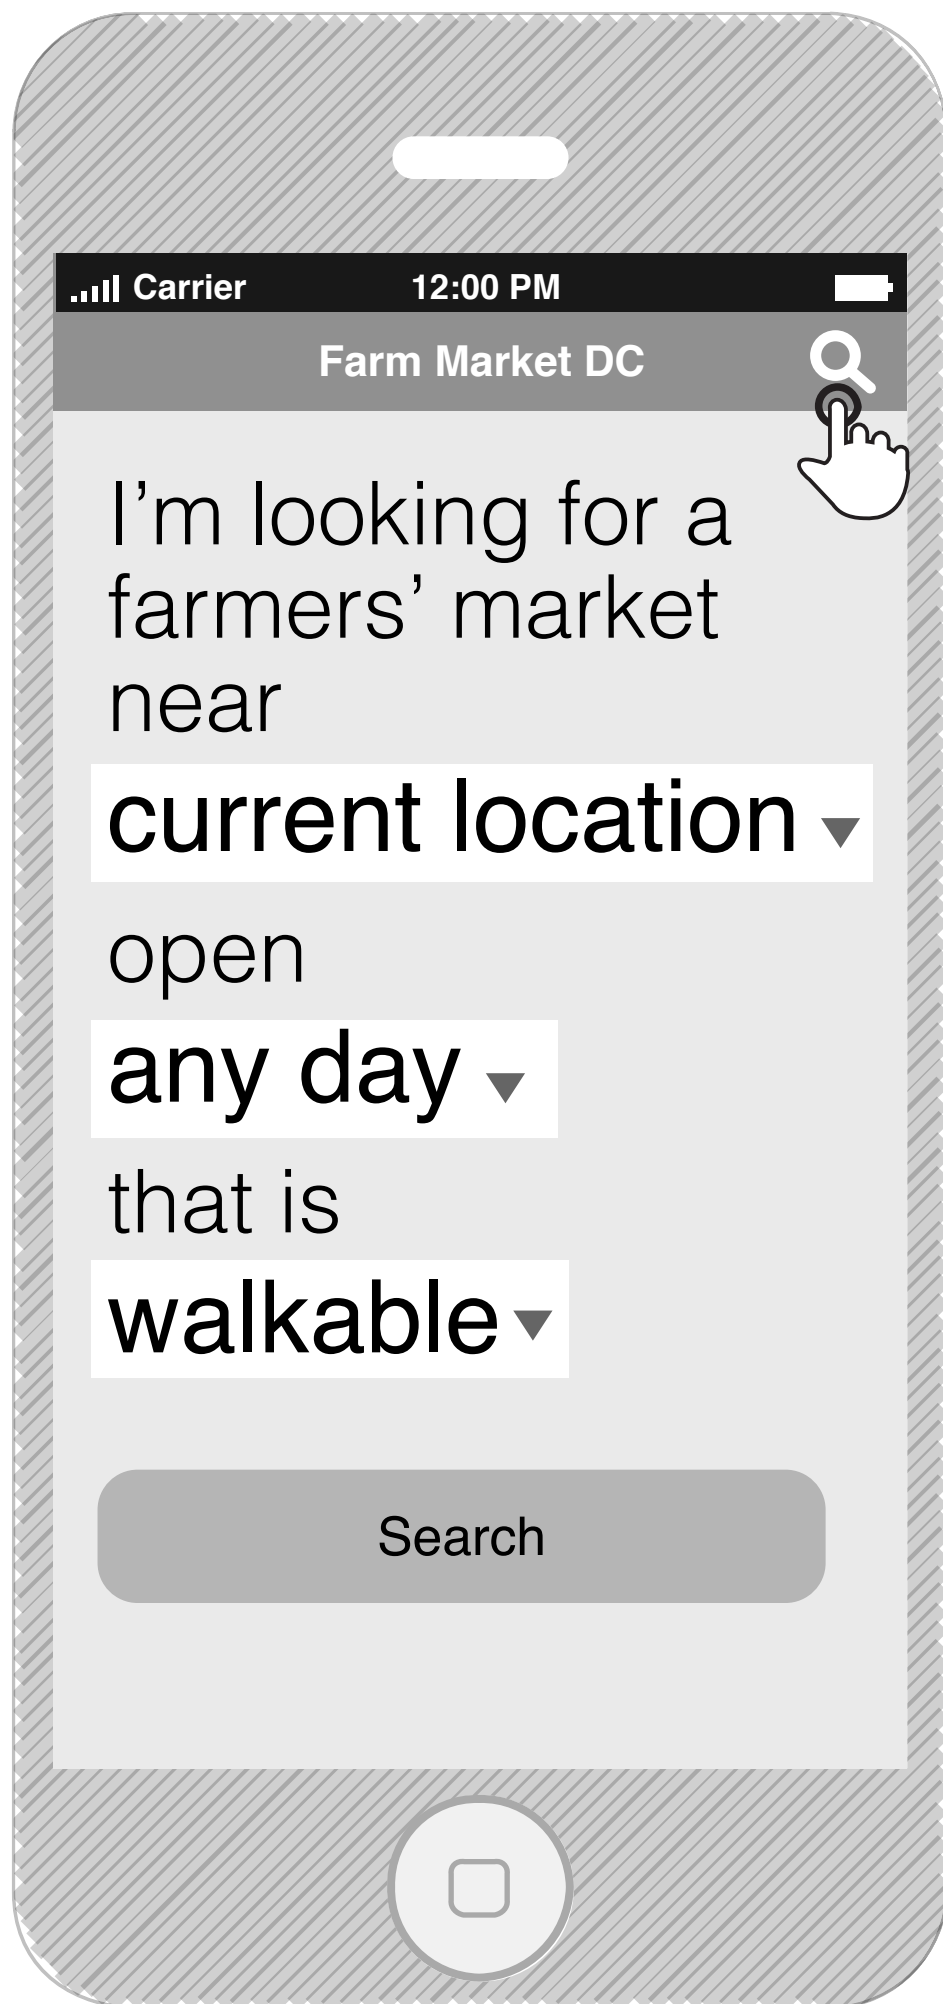 Carrier 12:00 PM
Farm Market DC
I’m looking for a
farmers’ market
near
current location
open
any day
that is
walkable
Search